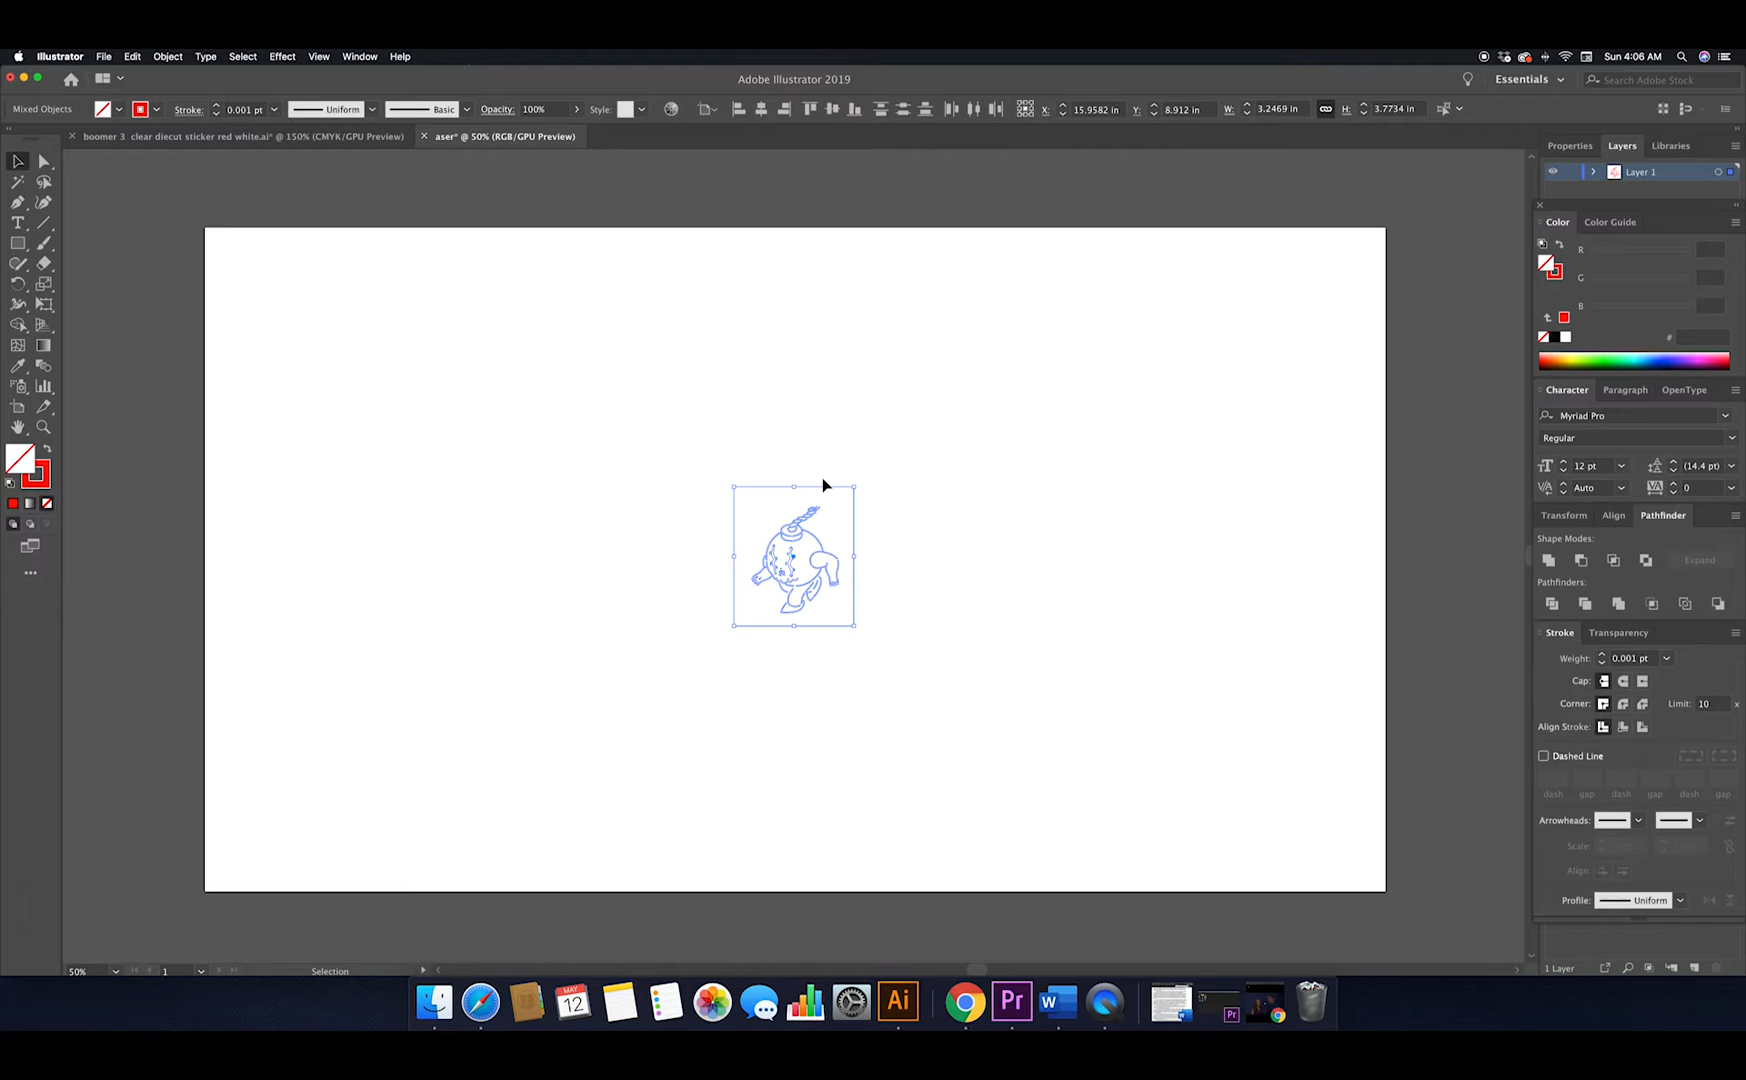 Illustrator File Edit Object Type Select Effect View Window Help
Sun 4:06 AM
Adobe Illustrator 2019
Essentials
Search Adobe Stock
Mixed Objects
Stroke: 0.001 pt Uniform Basic Opacity: 100% Style: X: 15.9582 in Y: 8.912 in W: 3.2469 in H: 3.7734 in
boomer 3 clear diecut sticker red white.ai* @ 150% (CMYK/GPU Preview)
aser* @ 50% (RGB/GPU Preview)
Properties Layers Libraries
Layer 1
Color Color Guide
R
G
B
#
Character Paragraph OpenType
Myriad Pro
Regular
12 pt (14.4 pt)
Auto 0
Transform Align Pathfinder
Shape Modes:
Expand
Pathfinders:
Stroke Transparency
Weight: 0.001 pt
Cap:
Corner: Limit: 10 x
Align Stroke:
Dashed Line
dash gap dash gap dash gap
Arrowheads:
Scale:
Align:
Profile: Uniform
1 Layer
50% 1 Selection
MAY
12
Ai
Pr
W
Pr